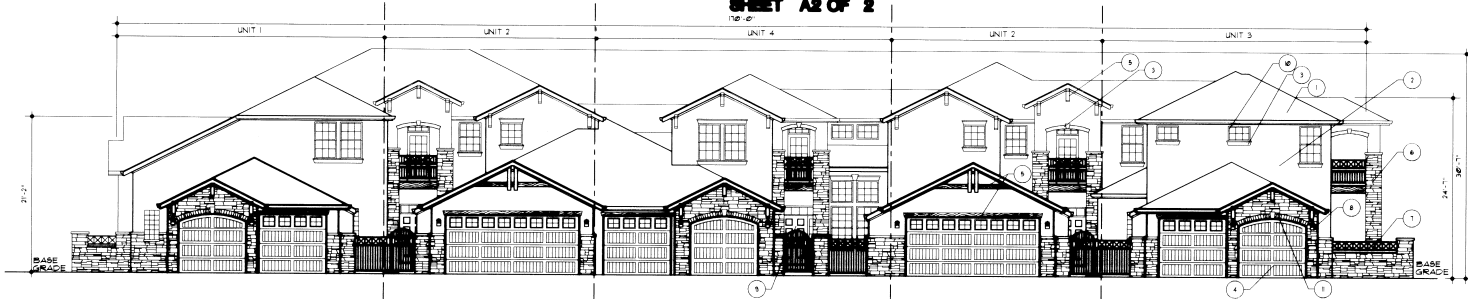 SHEET A2 OF 2
170'-0"
UNIT 1
UNIT 2
UNIT 4
UNIT 2
UNIT 3
5
3
10
3
1
2
6
5
8
7
9
4
11
21'-2"
24'-7"
30'-7"
BASE
GRADE
BASE
GRADE